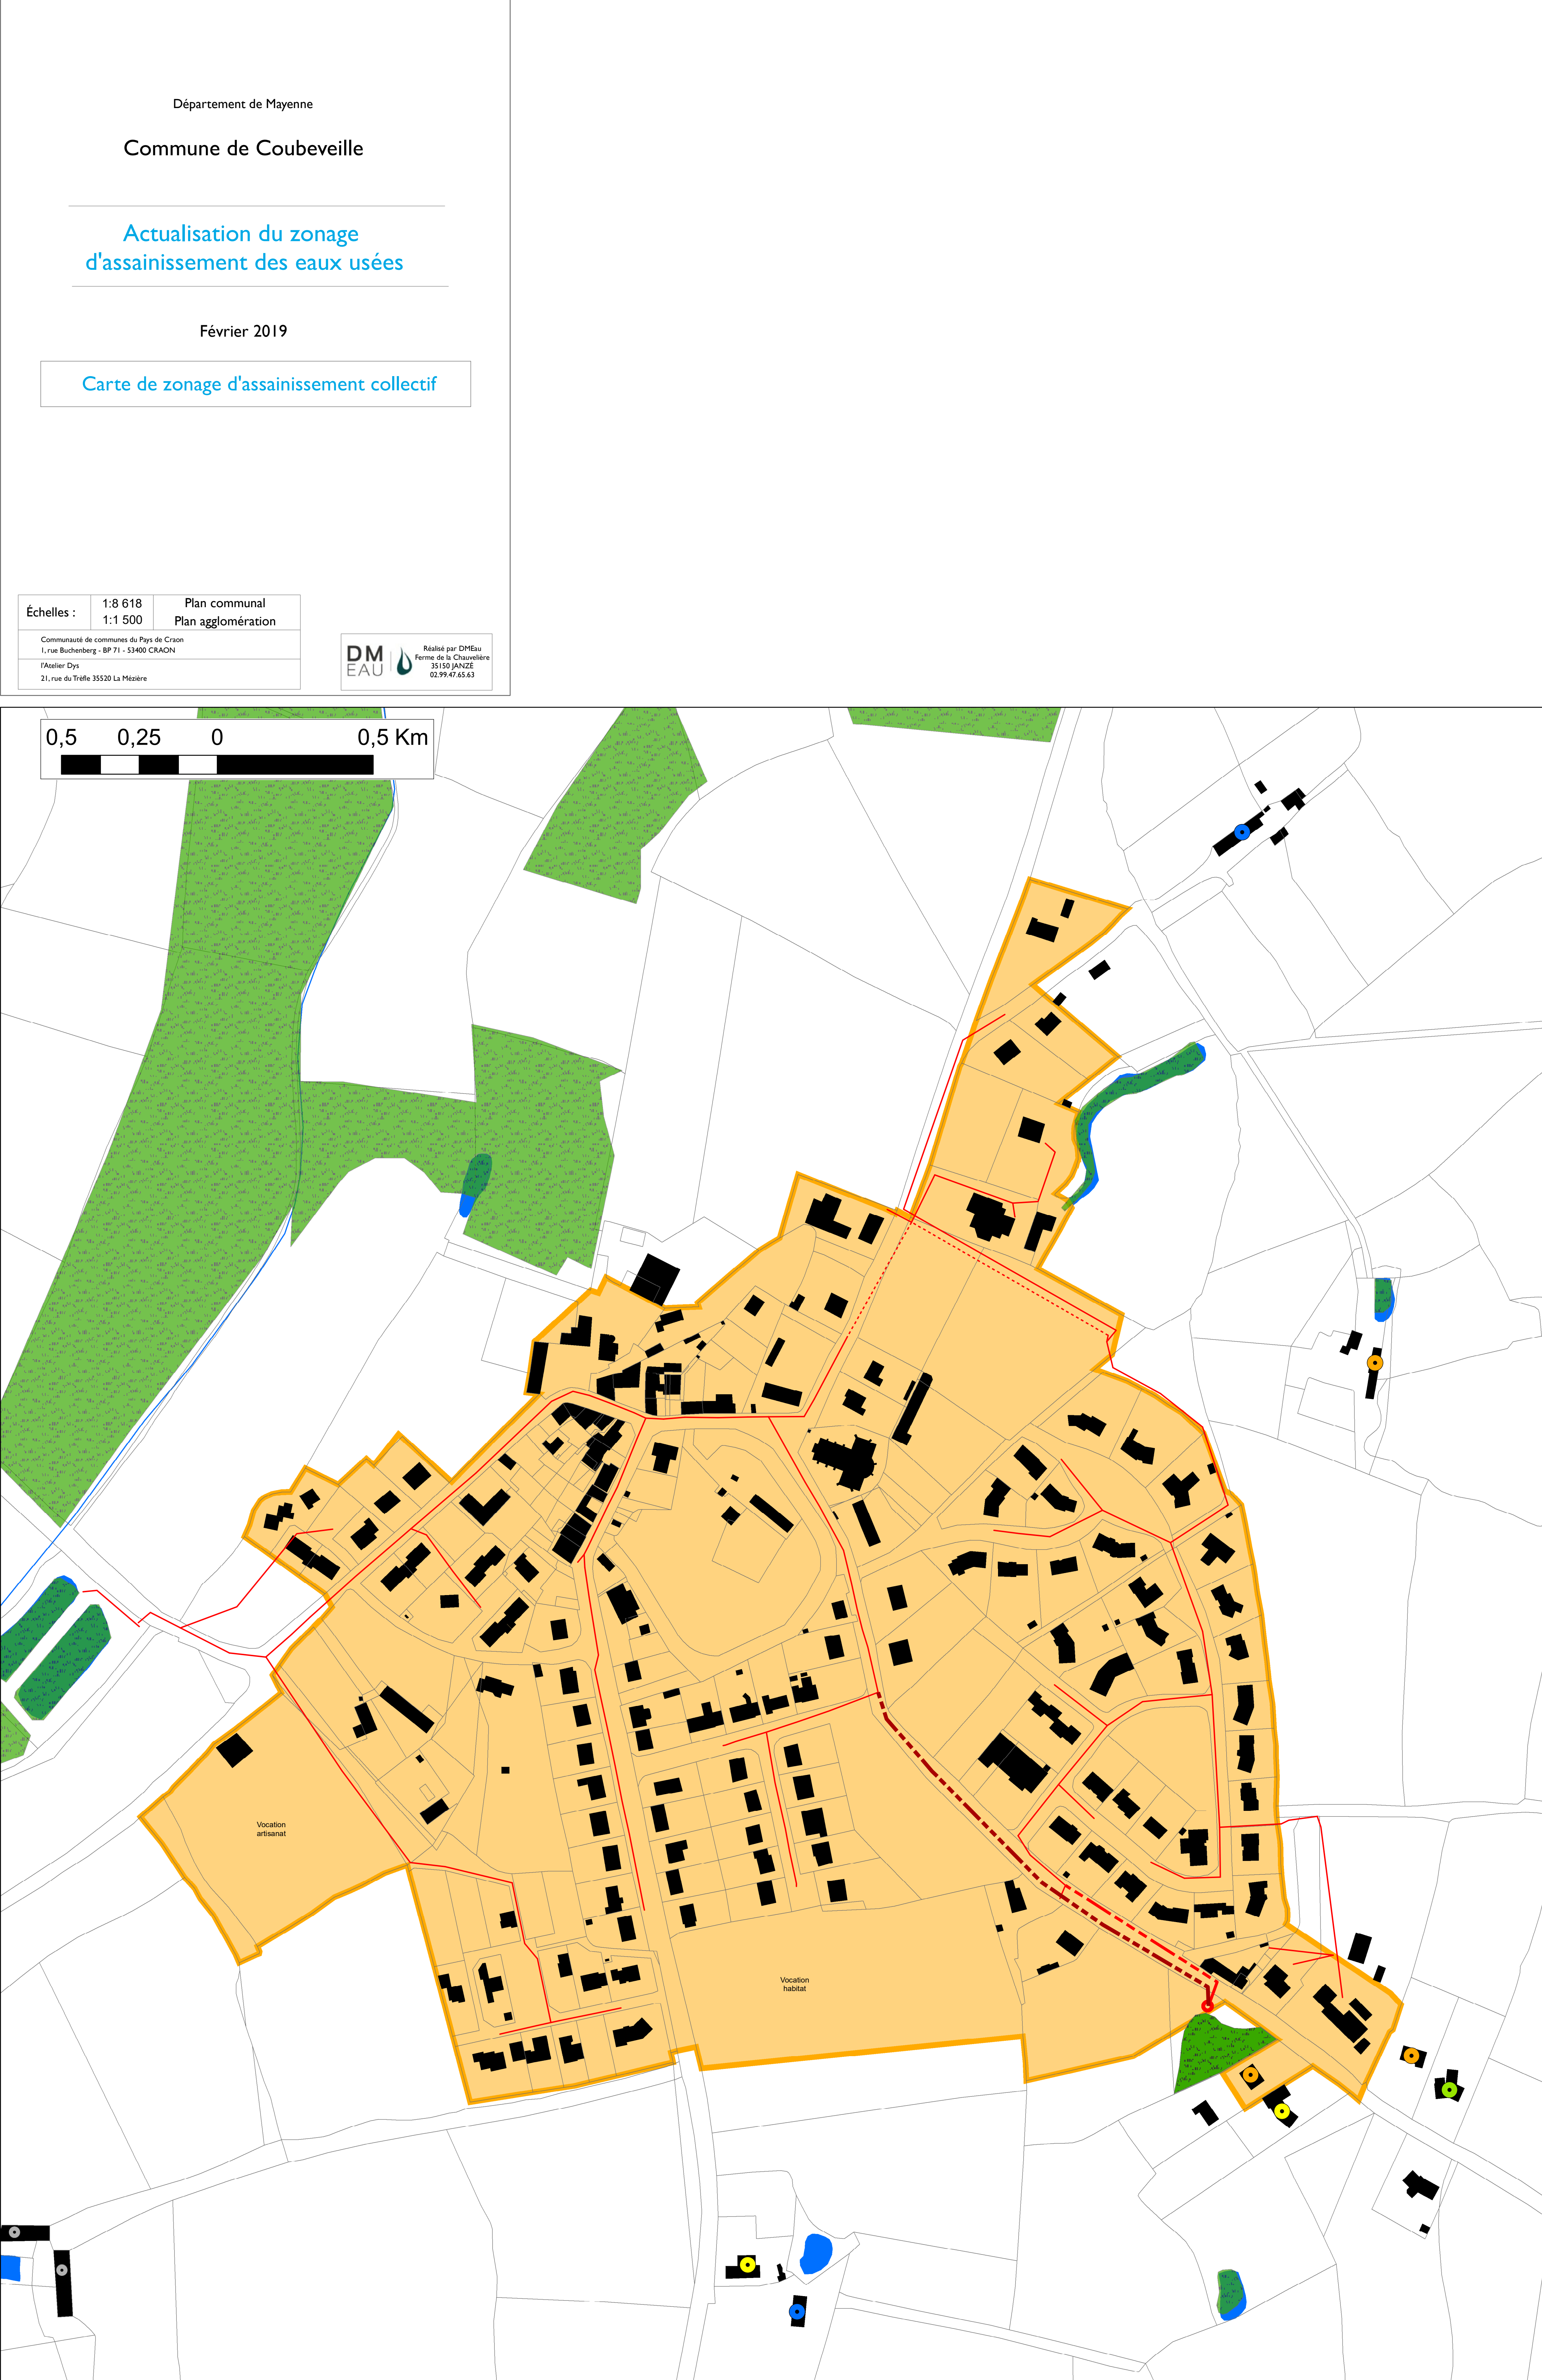 Département de Mayenne
Commune de Coubeveille
Actualisation du zonage
d'assainissement des eaux usées
Février 2019
Carte de zonage d'assainissement collectif
Échelles :
1:8 618
Plan communal
1:1 500
Plan agglomération
Communauté de communes du Pays de Craon
1, rue Buchenberg - BP 71 - 53400 CRAON
l'Atelier Dys
21, rue du Trèfle 35520 La Mézière
DM
EAU
Réalisé par DMEau
Ferme de la Chauvelière
35150 JANZÉ
02.99.47.65.63
0,5 0,25 0 0,5 Km
Vocation
artisanat
Vocation
habitat